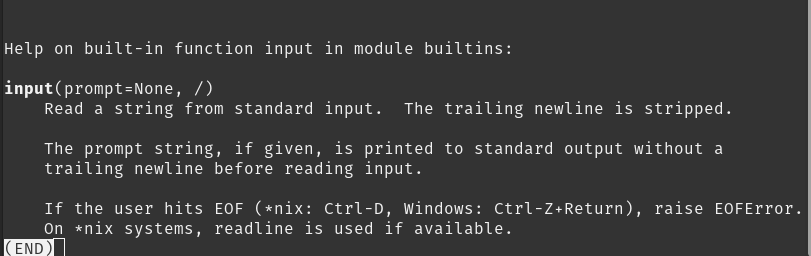 Help on built-in function input in module builtins:
input(prompt=None, /)
Read a string from standard input.  The trailing newline is stripped.
The prompt string, if given, is printed to standard output without a
trailing newline before reading input.
If the user hits EOF (*nix: Ctrl-D, Windows: Ctrl-Z+Return), raise EOFError.
On *nix systems, readline is used if available.
(END)